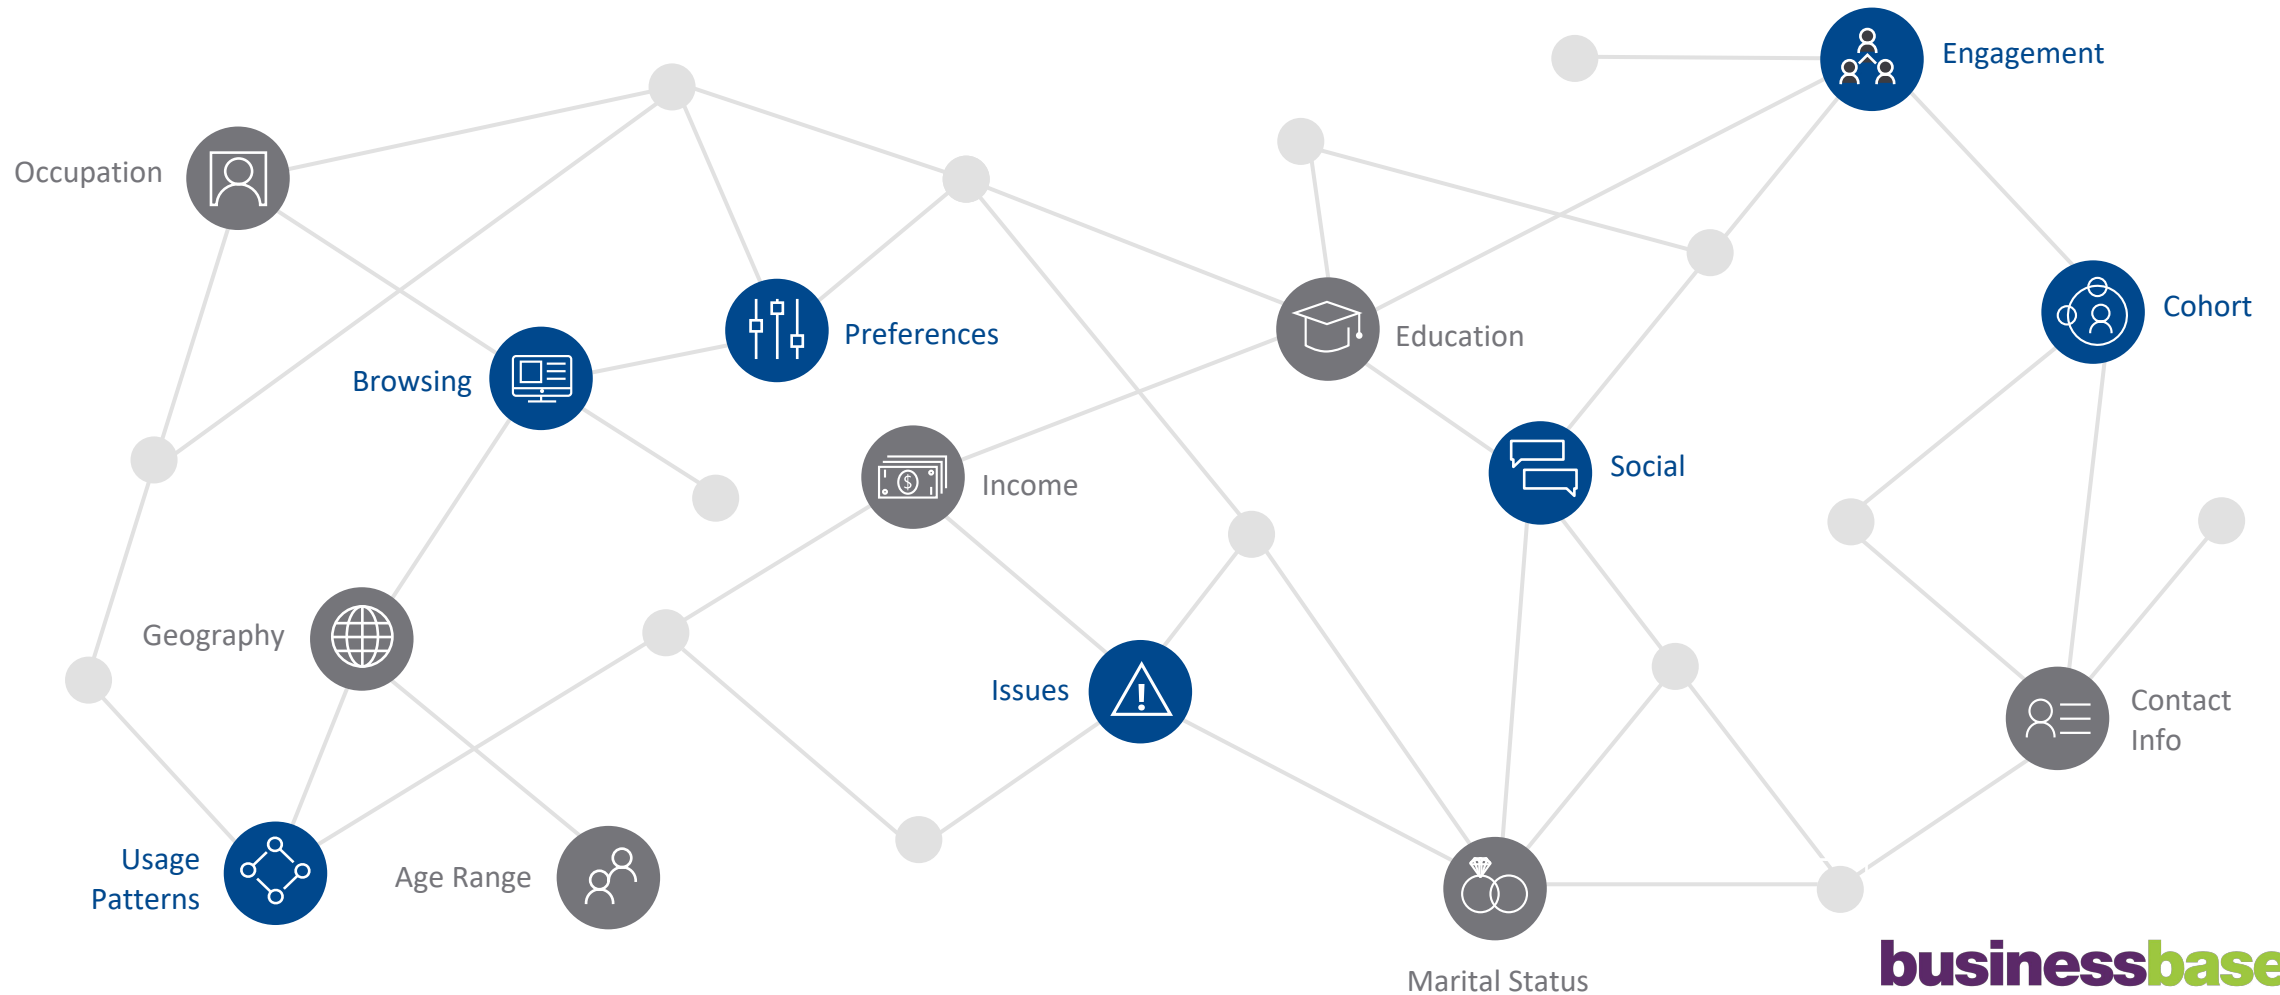 Engagement
Occupation
Cohort
Preferences
Education
Browsing
Social
Income
Geography
Issues
Contact
Info
Usage
Patterns
Age Range
Marital Status
businessbase